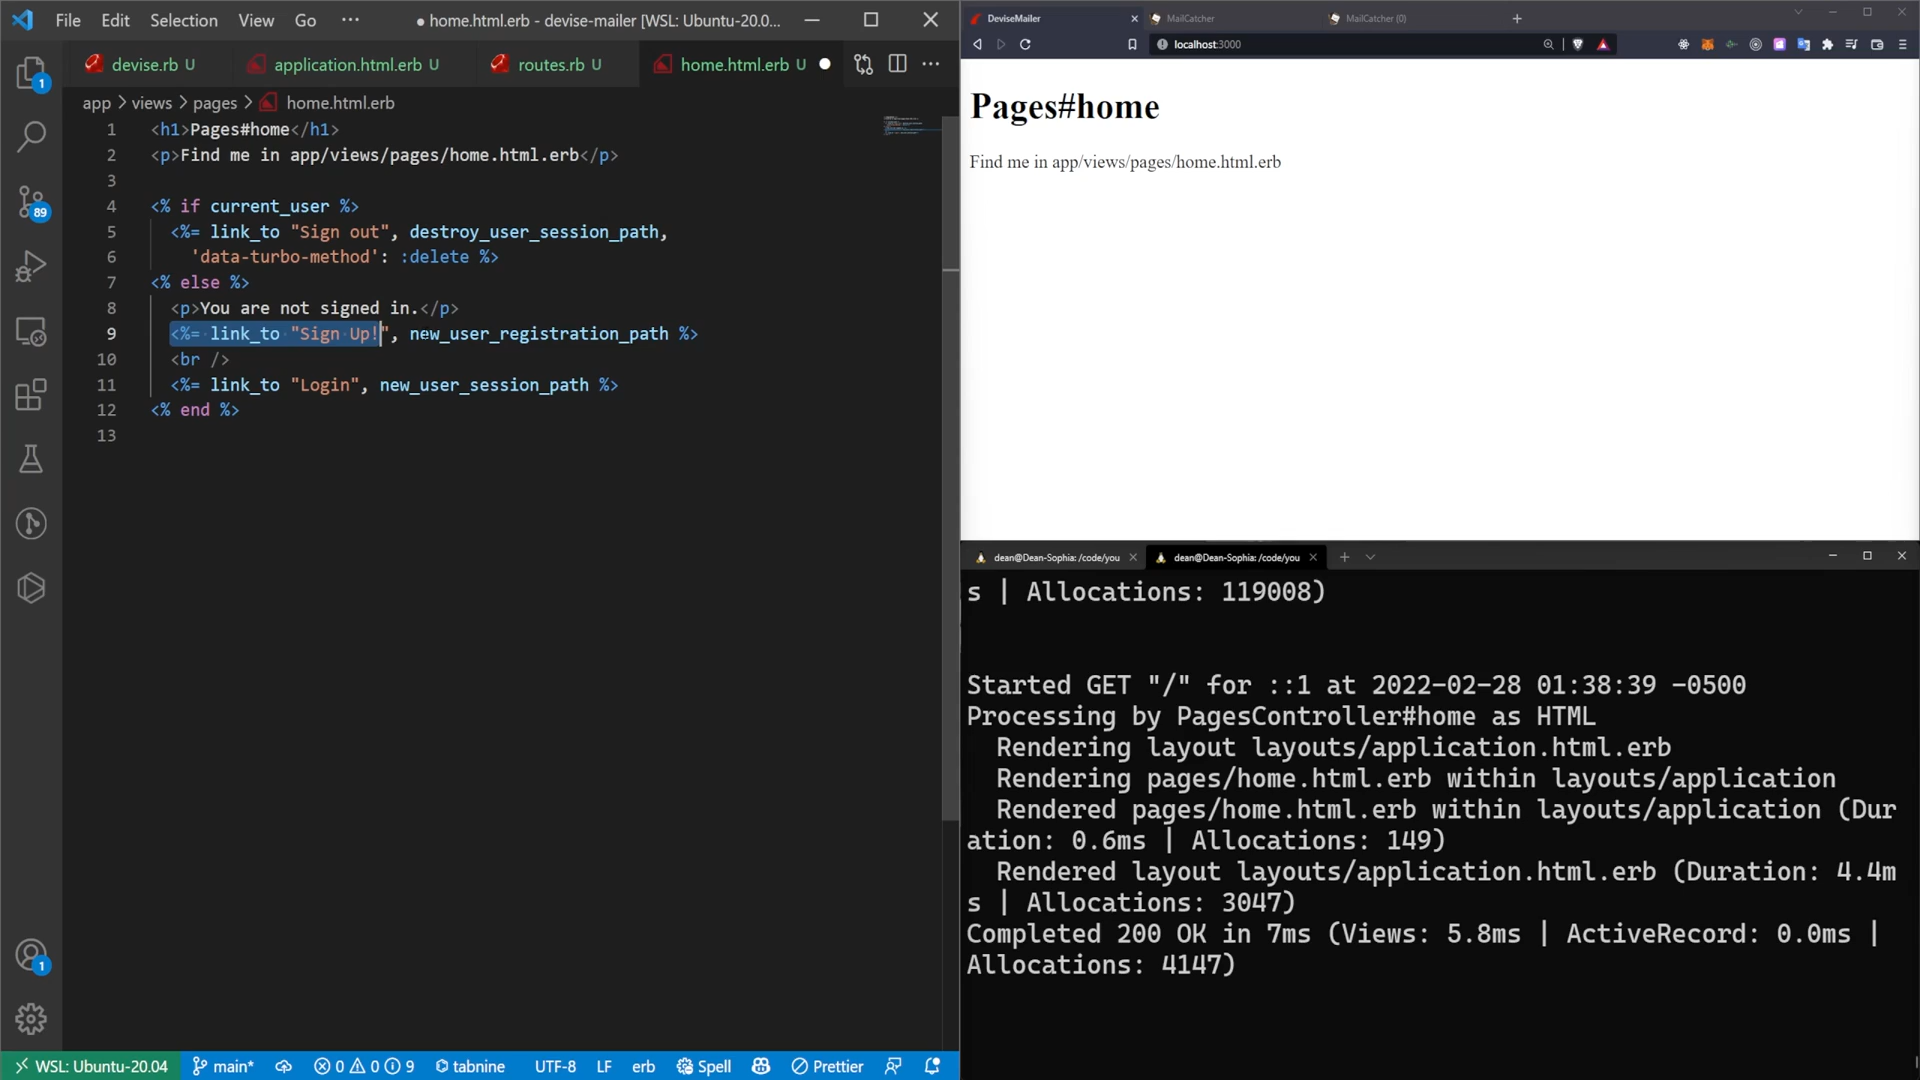 File Edit Selection View Go ··· ● home.html.erb - devise-mailer [WSL: Ubuntu-20.0...
devise.rb U application.html.erb U routes.rb U home.html.erb U
app > views > pages > home.html.erb
1 <h1>Pages#home</h1>
2 <p>Find me in app/views/pages/home.html.erb</p>
3
4 <% if current_user %>
5 <%= link_to "Sign out", destroy_user_session_path,
6 'data-turbo-method': :delete %>
7 <% else %>
8 <p>You are not signed in.</p>
9 <%= link_to "Sign Up!", new_user_registration_path %>
10 <br />
11 <%= link_to "Login", new_user_session_path %>
12 <% end %>
13
1
89
1
WSL: Ubuntu-20.04 main* 0 0 9 tabnine UTF-8 LF erb Spell Prettier
DeviseMailer MailCatcher MailCatcher (0)
localhost:3000
Pages#home
Find me in app/views/pages/home.html.erb
dean@Dean-Sophia: /code/you dean@Dean-Sophia: /code/you
s | Allocations: 119008)
Started GET "/" for ::1 at 2022-02-28 01:38:39 -0500
Processing by PagesController#home as HTML
Rendering layout layouts/application.html.erb
Rendering pages/home.html.erb within layouts/application
Rendered pages/home.html.erb within layouts/application (Dur
ation: 0.6ms | Allocations: 149)
Rendered layout layouts/application.html.erb (Duration: 4.4m
s | Allocations: 3047)
Completed 200 OK in 7ms (Views: 5.8ms | ActiveRecord: 0.0ms |
Allocations: 4147)